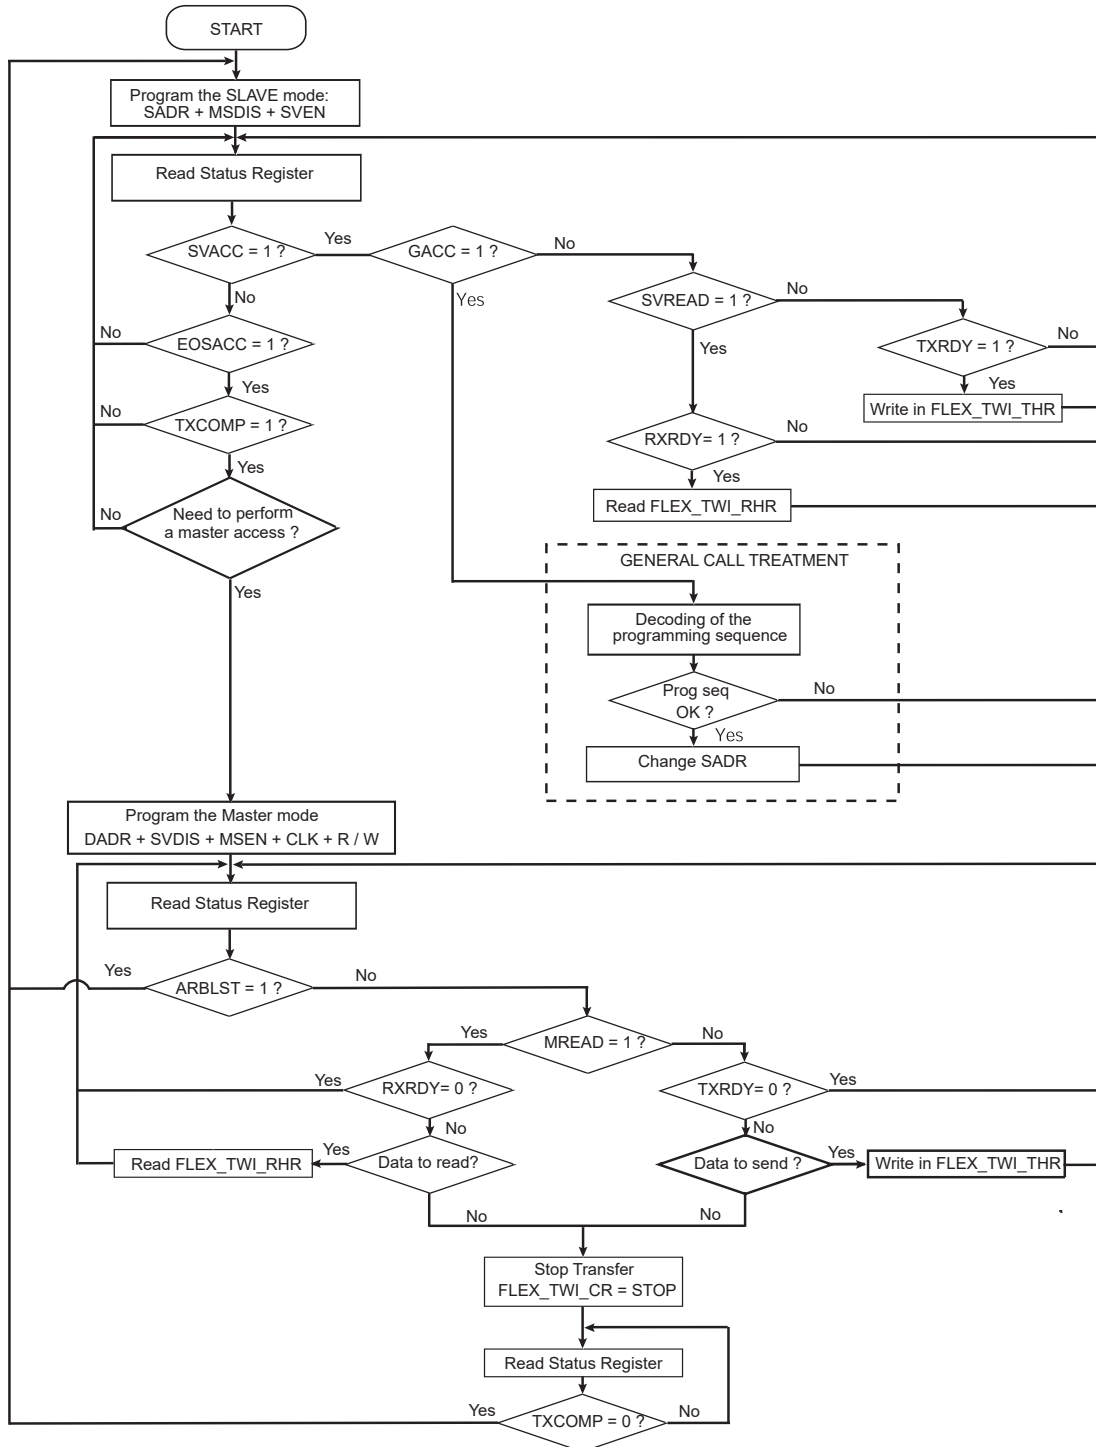 START
Program the SLAVE mode:
SADR + MSDIS + SVEN
Read Status Register
SVACC = 1 ?
Yes
GACC = 1 ?
No
No
Yes
SVREAD = 1 ?
No
No
EOSACC = 1 ?
Yes
Yes
TXRDY = 1 ?
No
Yes
Write in FLEX_TWI_THR
No
TXCOMP = 1 ?
Yes
RXRDY= 1 ?
No
Yes
Read FLEX_TWI_RHR
No
Need to perform
a master access ?
Yes
GENERAL CALL TREATMENT
Decoding of the
programming sequence
Prog seq
OK ?
No
Yes
Change SADR
Program the Master mode
DADR + SVDIS + MSEN + CLK + R / W
Read Status Register
Yes
ARBLST = 1 ?
No
Yes
MREAD = 1 ?
No
Yes
RXRDY= 0 ?
TXRDY= 0 ?
Yes
No
No
Read FLEX_TWI_RHR
Yes
Data to read?
Data to send ?
Yes
Write in FLEX_TWI_THR
No
No
Stop Transfer
FLEX_TWI_CR = STOP
Read Status Register
Yes
TXCOMP = 0 ?
No